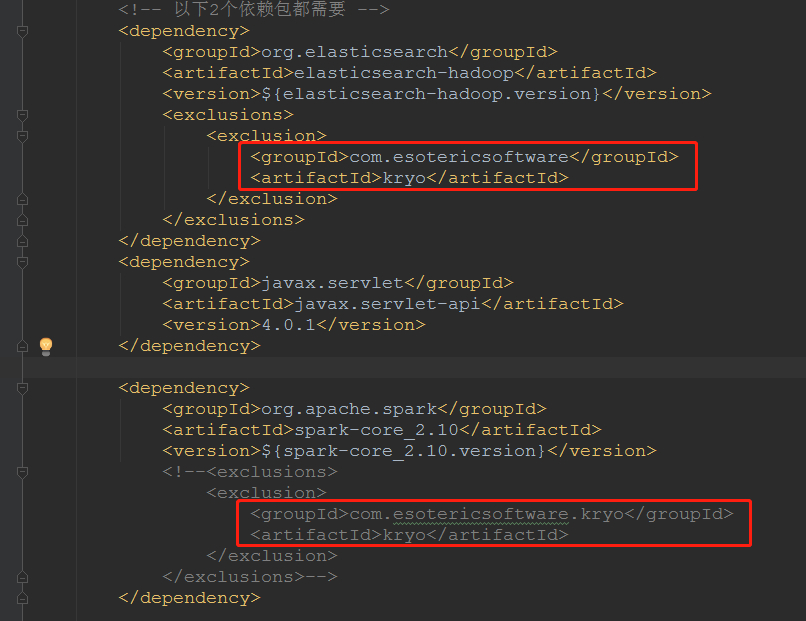 <!-- 以下2个依赖包都需要 -->
<dependency>
<groupId>org.elasticsearch</groupId>
<artifactId>elasticsearch-hadoop</artifactId>
<version>${elasticsearch-hadoop.version}</version>
<exclusions>
<exclusion>
<groupId>com.esotericsoftware</groupId>
<artifactId>kryo</artifactId>
</exclusion>
</exclusions>
</dependency>
<dependency>
<groupId>javax.servlet</groupId>
<artifactId>javax.servlet-api</artifactId>
<version>4.0.1</version>
</dependency>
<dependency>
<groupId>org.apache.spark</groupId>
<artifactId>spark-core_2.10</artifactId>
<version>${spark-core_2.10.version}</version>
<!--<exclusions>
<exclusion>
<groupId>com.esotericsoftware.kryo</groupId>
<artifactId>kryo</artifactId>
</exclusion>
</exclusions>-->
</dependency>